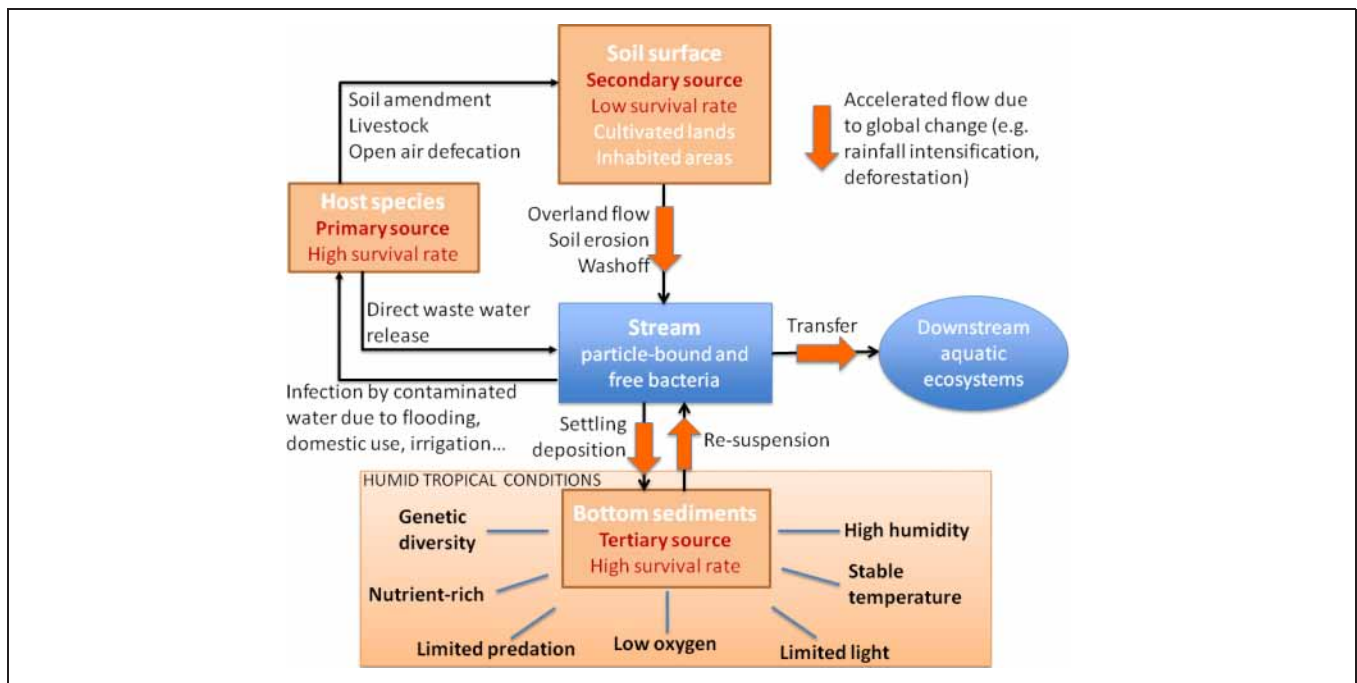 Soil surface
Secondary source
Low survival rate
Cultivated lands
Inhabited areas
Soil amendment
Livestock
Open air defecation
Accelerated flow due
to global change (e.g.
rainfall intensification,
deforestation)
Host species
Primary source
High survival rate
Overland flow
Soil erosion
Washoff
Direct waste water
release
Stream
particle-bound and
free bacteria
Transfer
Downstream
aquatic
ecosystems
Infection by contaminated
water due to flooding,
domestic use, irrigation...
Settling
deposition
Re-suspension
HUMID TROPICAL CONDITIONS
Bottom sediments
Tertiary source
High survival rate
Genetic
diversity
Nutrient-rich
Limited predation
Low oxygen
Limited light
Stable
temperature
High humidity